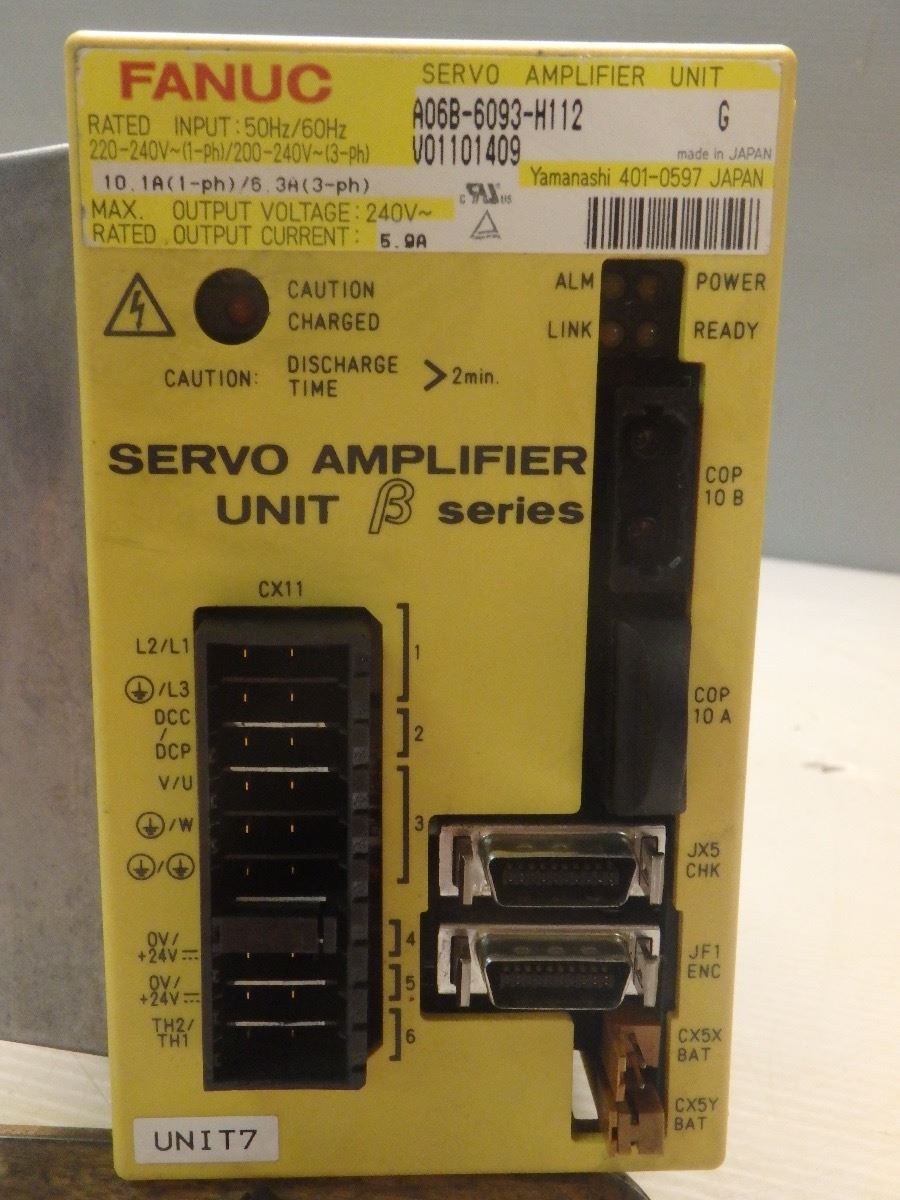 FANUC
SERVO AMPLIFIER UNIT
RATED INPUT: 50Hz/60Hz
220-240V~(1-ph)/200-240V~(3-ph)
A06B-6093-H112 G
V01101409
made in JAPAN
10.1A(1-ph)/6.3A(3-ph)
Yamanashi 401-0597 JAPAN
MAX. OUTPUT VOLTAGE: 240V~
RATED OUTPUT CURRENT: 5.9A
c RU us
CAUTION
CHARGED
ALM POWER
LINK READY
CAUTION: DISCHARGE TIME > 2min.
SERVO AMPLIFIER
UNIT β series
COP
10 B
CX11
L2/L1
⏚/L3
DCC
/
DCP
V/U
⏚/W
⏚/⏚
0V/
+24V⎓
0V/
+24V⎓
TH2/
TH1
1
2
3
4
5
6
COP
10 A
JX5
CHK
JF1
ENC
CX5X
BAT
CX5Y
BAT
UNIT7